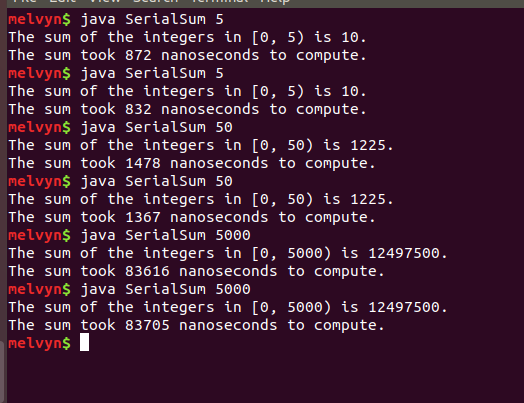 File Edit View Search Terminal Help
melvyn$ java SerialSum 5
The sum of the integers in [0, 5) is 10.
The sum took 872 nanoseconds to compute.
melvyn$ java SerialSum 5
The sum of the integers in [0, 5) is 10.
The sum took 832 nanoseconds to compute.
melvyn$ java SerialSum 50
The sum of the integers in [0, 50) is 1225.
The sum took 1478 nanoseconds to compute.
melvyn$ java SerialSum 50
The sum of the integers in [0, 50) is 1225.
The sum took 1367 nanoseconds to compute.
melvyn$ java SerialSum 5000
The sum of the integers in [0, 5000) is 12497500.
The sum took 83616 nanoseconds to compute.
melvyn$ java SerialSum 5000
The sum of the integers in [0, 5000) is 12497500.
The sum took 83705 nanoseconds to compute.
melvyn$